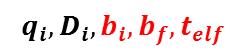 q_i, D_i, b_i, b_f, t_elf